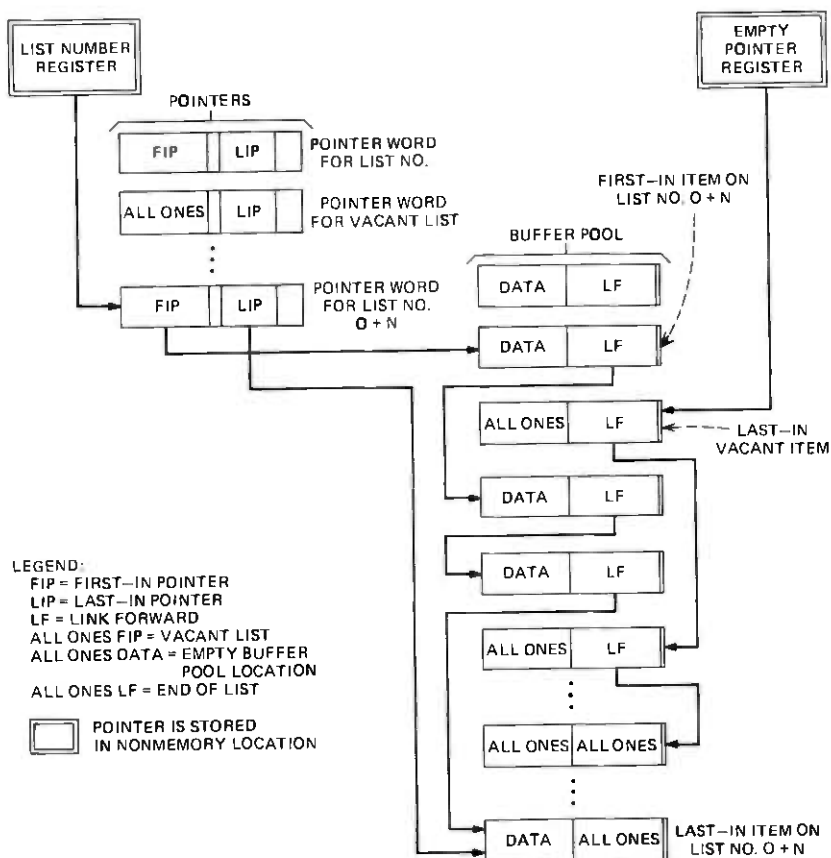 LIST NUMBER
REGISTER
EMPTY
POINTER
REGISTER
POINTERS
FIP LIP
POINTER WORD
FOR LIST NO.
ALL ONES LIP
POINTER WORD
FOR VACANT LIST
FIP LIP
POINTER WORD
FOR LIST NO.
O + N
FIRST–IN ITEM ON
LIST NO. O + N
BUFFER POOL
DATA LF
DATA LF
ALL ONES LF
LAST–IN
VACANT ITEM
DATA LF
DATA LF
ALL ONES LF
ALL ONES ALL ONES
DATA ALL ONES
LAST–IN ITEM ON
LIST NO. O + N
LEGEND:
FIP = FIRST–IN POINTER
LIP = LAST–IN POINTER
LF = LINK FORWARD
ALL ONES FIP = VACANT LIST
ALL ONES DATA = EMPTY BUFFER
POOL LOCATION
ALL ONES LF = END OF LIST
POINTER IS STORED
IN NONMEMORY LOCATION